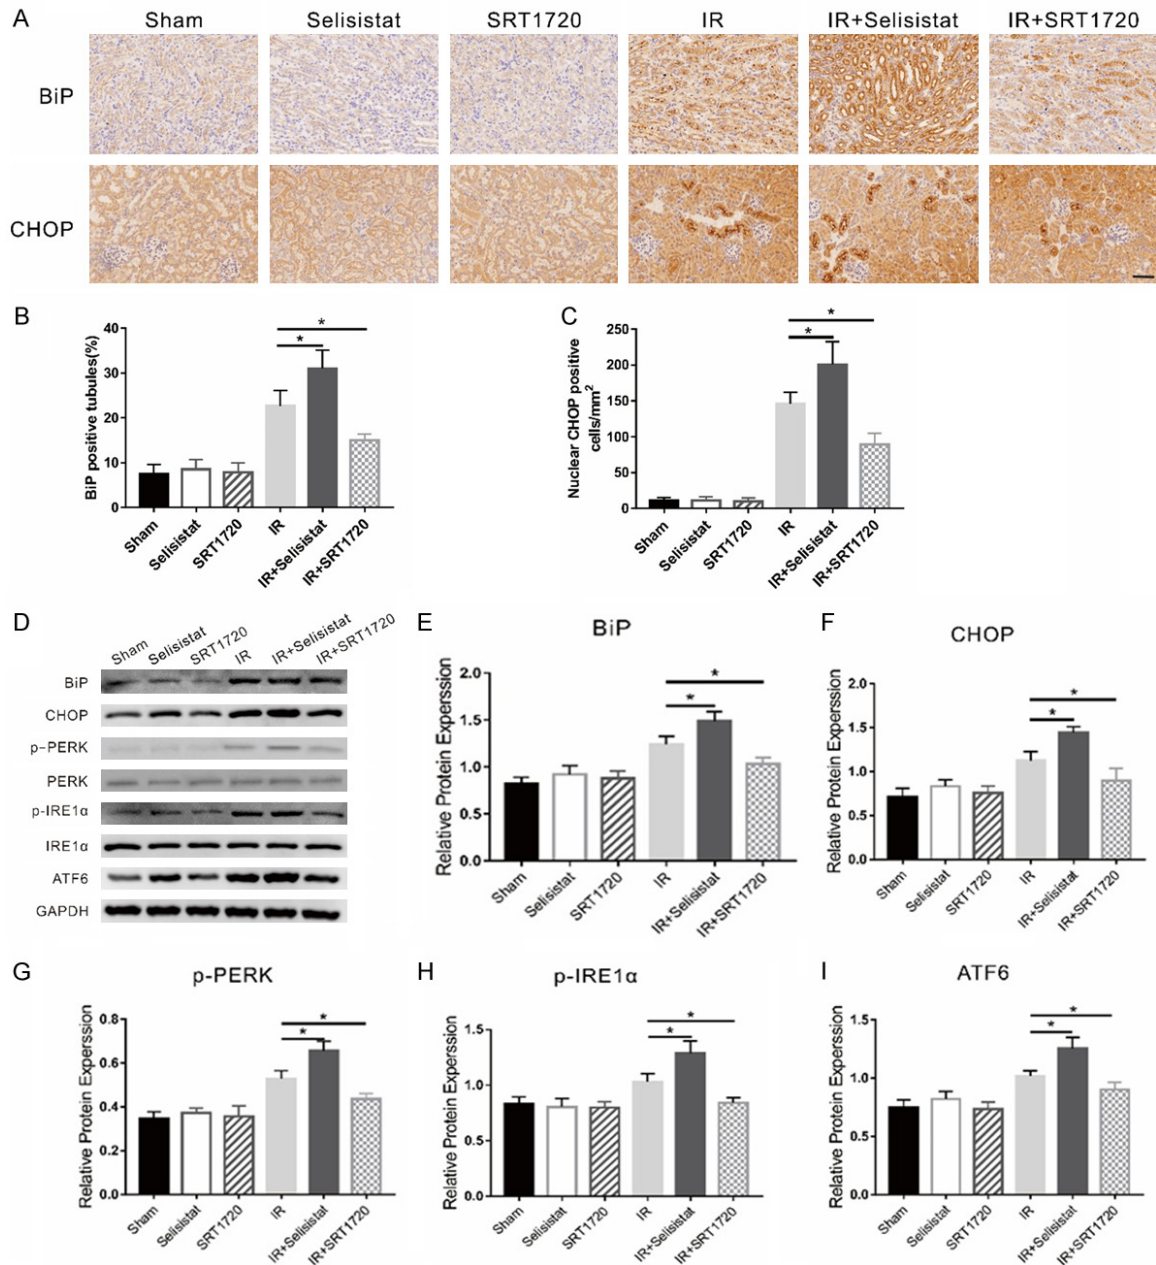 A
Sham Selisistat SRT1720 IR IR+Selisistat IR+SRT1720
BiP
CHOP
B
BiP positive tubules(%)
40
30
20
10
0
* *
Sham Selisistat SRT1720 IR IR+Selisistat IR+SRT1720
C
Nuclear CHOP positive
cells/mm2
250
200
150
100
50
0
* *
Sham Selisistat SRT1720 IR IR+Selisistat IR+SRT1720
D
Sham Selisistat SRT1720 IR IR+Selisistat IR+SRT1720
BiP
CHOP
p-PERK
PERK
p-IRE1α
IRE1α
ATF6
GAPDH
E
BiP
Relative Protein Experssion
2.0
1.5
1.0
0.5
0.0
* *
Sham Selisistat SRT1720 IR IR+Selisistat IR+SRT1720
F
CHOP
Relative Protein Experssion
2.0
1.5
1.0
0.5
0.0
* *
Sham Selisistat SRT1720 IR IR+Selisistat IR+SRT1720
G
p-PERK
Relative Protein Experssion
0.8
0.6
0.4
0.2
0.0
* *
Sham Selisistat SRT1720 IR IR+Selisistat IR+SRT1720
H
p-IRE1α
Relative Protein Experssion
1.5
1.0
0.5
0.0
* *
Sham Selisistat SRT1720 IR IR+Selisistat IR+SRT1720
I
ATF6
Relative Protein Experssion
1.5
1.0
0.5
0.0
* *
Sham Selisistat SRT1720 IR IR+Selisistat IR+SRT1720